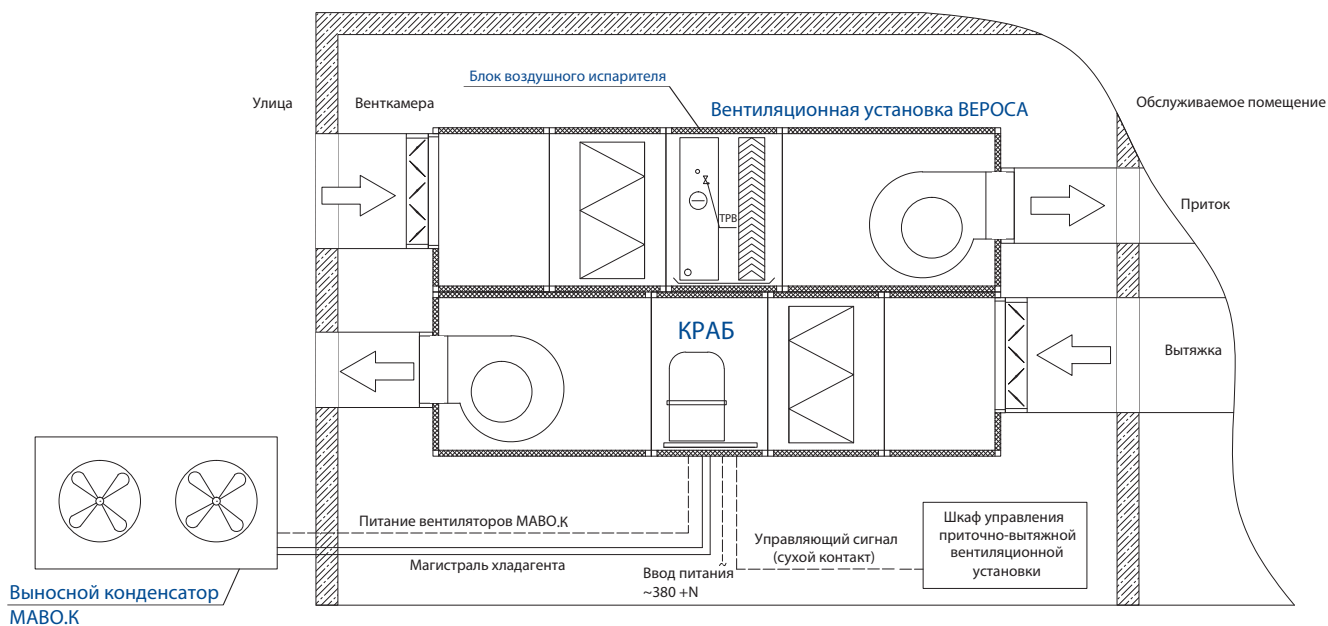 Блок воздушного испарителя
Улица
Венткамера
Вентиляционная установка ВЕРОСА
Обслуживаемое помещение
ТРВ
Приток
КРАБ
Вытяжка
Питание вентиляторов МАВО.К
Магистраль хладагента
Ввод питания
~380 +N
Управляющий сигнал
(сухой контакт)
Шкаф управления
приточно-вытяжной
вентиляционной
установки
Выносной конденсатор
МАВО.К